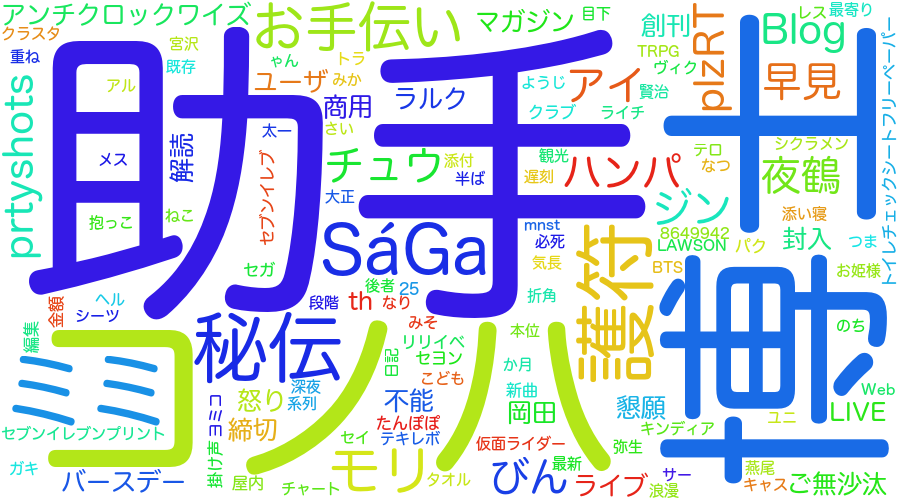 アンチクロックワイズ
お手伝い
マガジン
目下
創刊
レス
最寄り
Blog
クラスタ
宮沢
重ね
既存
ゃん
トラ
アル
みか
ユーザ
商用
ラルク
ようじ
アイ
TRPG
ヴィク
賢治
plzRT
早見
prtyshots
助手
解読
太一
さい
クラブ
ライチ
シクラメン
メス
セブンイレブ
チュウ
添付
観光
ハンパ
テロ
なつ
夜鶴
半ば
遅刻
大正
抱っこ
ねこ
ジン
添い寝
トイレチェックシートフリーペーパー
SáGa
mnst
必死
護符
8649942
LAWSON
パク
封入
つま
セガ
気長
BTS
お姫様
後者
25
ヘル
シーツ
金額
段階
th
なり
折角
編集
秘伝
みそ
本位
のち
コ
ミ
ノハ
リリイベ
セヨン
日記
か月
こども
新曲
深夜
系列
不能
岡田
懇願
Web
怒り
コミヨ
たんぽぽ
テキレボ
LIVE
ユニ
セブンイレブンプリント
締切
掛け声
セイ
仮面ライダー
弥生
キンディア
ガキ
バースデー
屋内
モリ
チャート
タオル
びん
最新
ライブ
サー
浪漫
燕尾
キャス
ご無沙汰